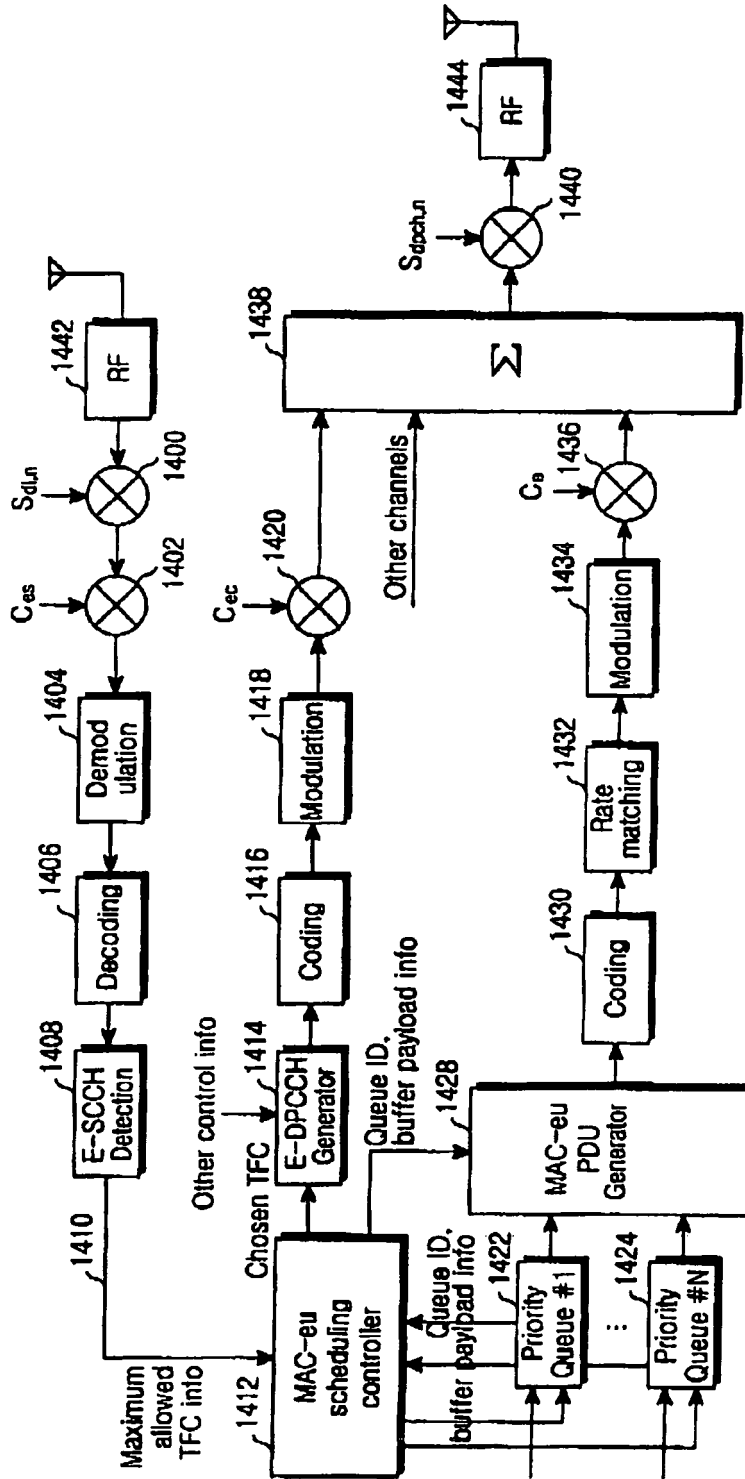 1442
RF
S_dl,n
1400
C_es
1402
1404
Demod
ulation
1406
Decoding
1408
E-SCCH
Detection
1410
Maximum
allowed
TFC into
1412
MAC-eu
scheduling
controller
Chosen TFC
Other control info
1414
E-DPCCH
Generator
1416
Coding
1418
Modulation
C_ec
1420
Other channels
1438
Σ
S_dpch,n
1440
1444
RF
Queue ID,
buffer payload info
Queue ID,
buffer payload info
1422
Priority
Queue #1
:
1424
Priority
Queue #N
1428
MAC-eu
PDU
Generator
1430
Coding
1432
Rate
matching
1434
Modulation
C_e
1436